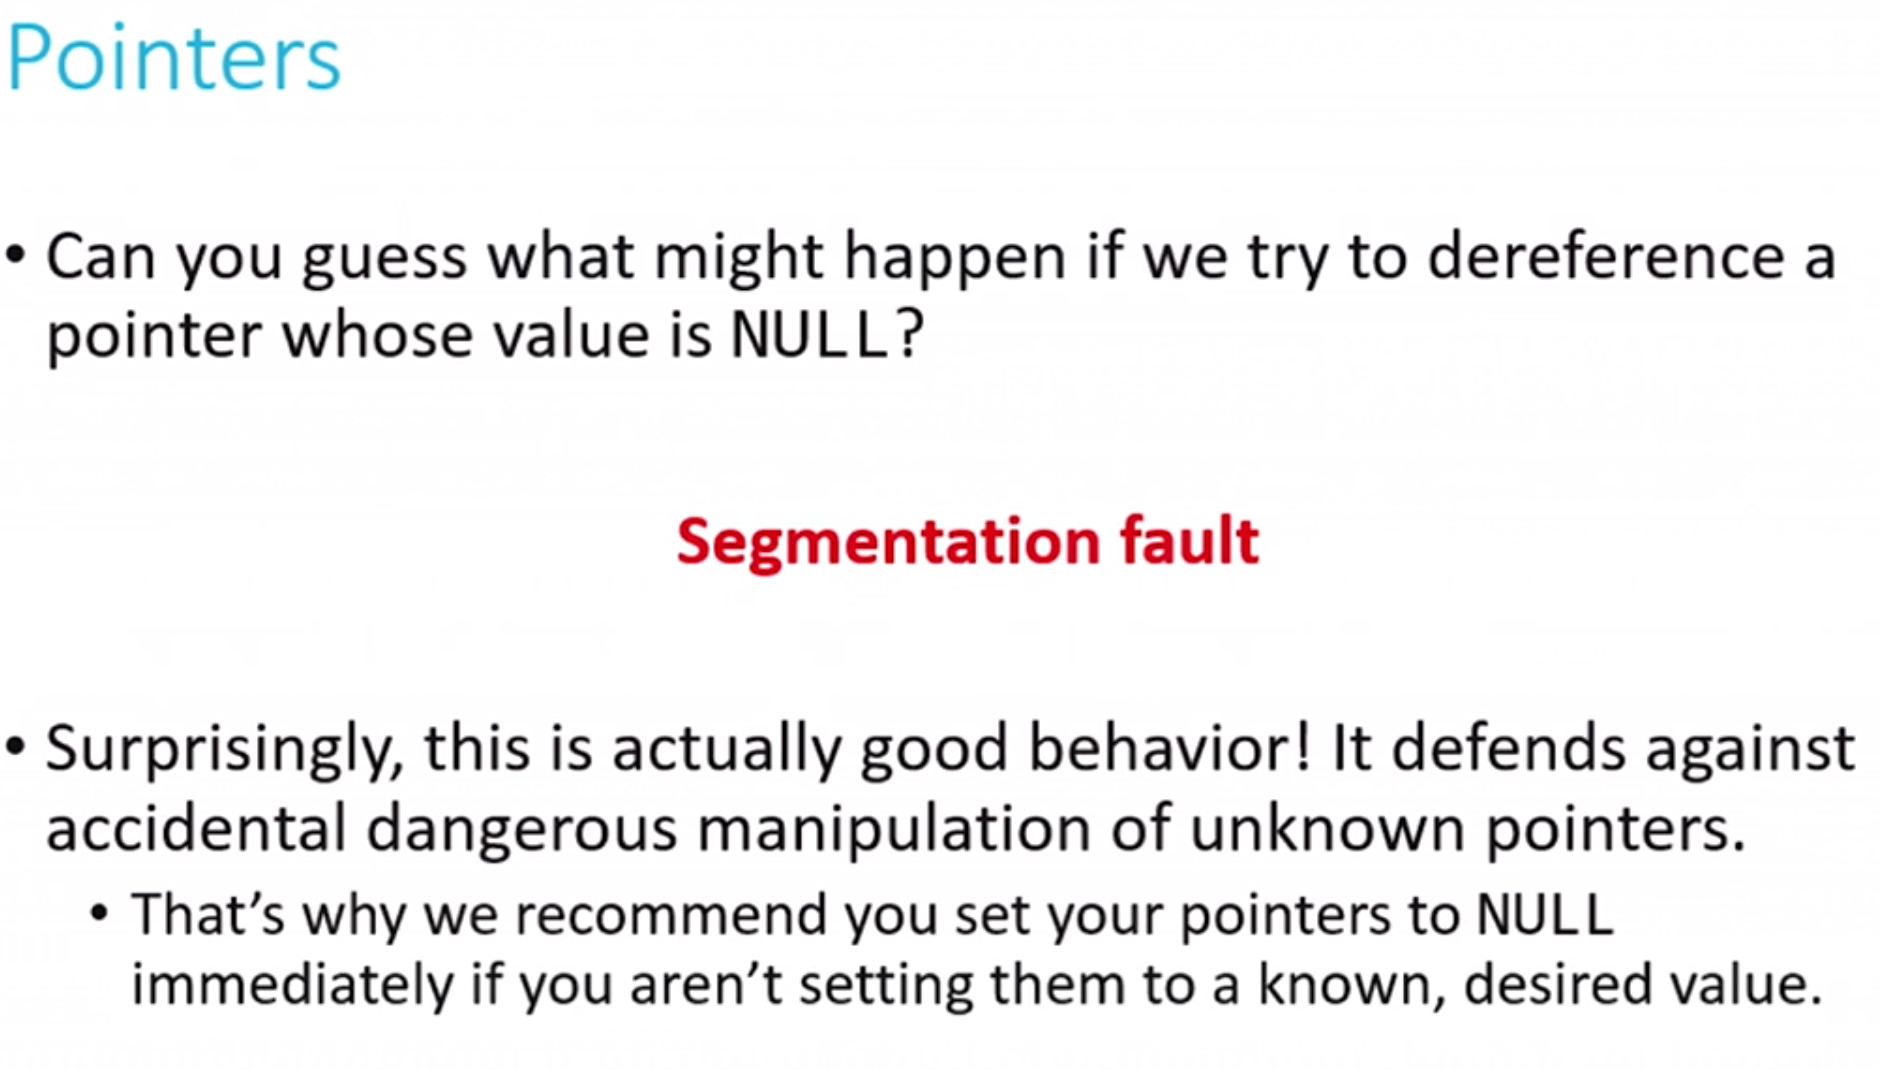 Pointers
• Can you guess what might happen if we try to dereference a
pointer whose value is NULL?
Segmentation fault
• Surprisingly, this is actually good behavior! It defends against
accidental dangerous manipulation of unknown pointers.
• That’s why we recommend you set your pointers to NULL
immediately if you aren’t setting them to a known, desired value.